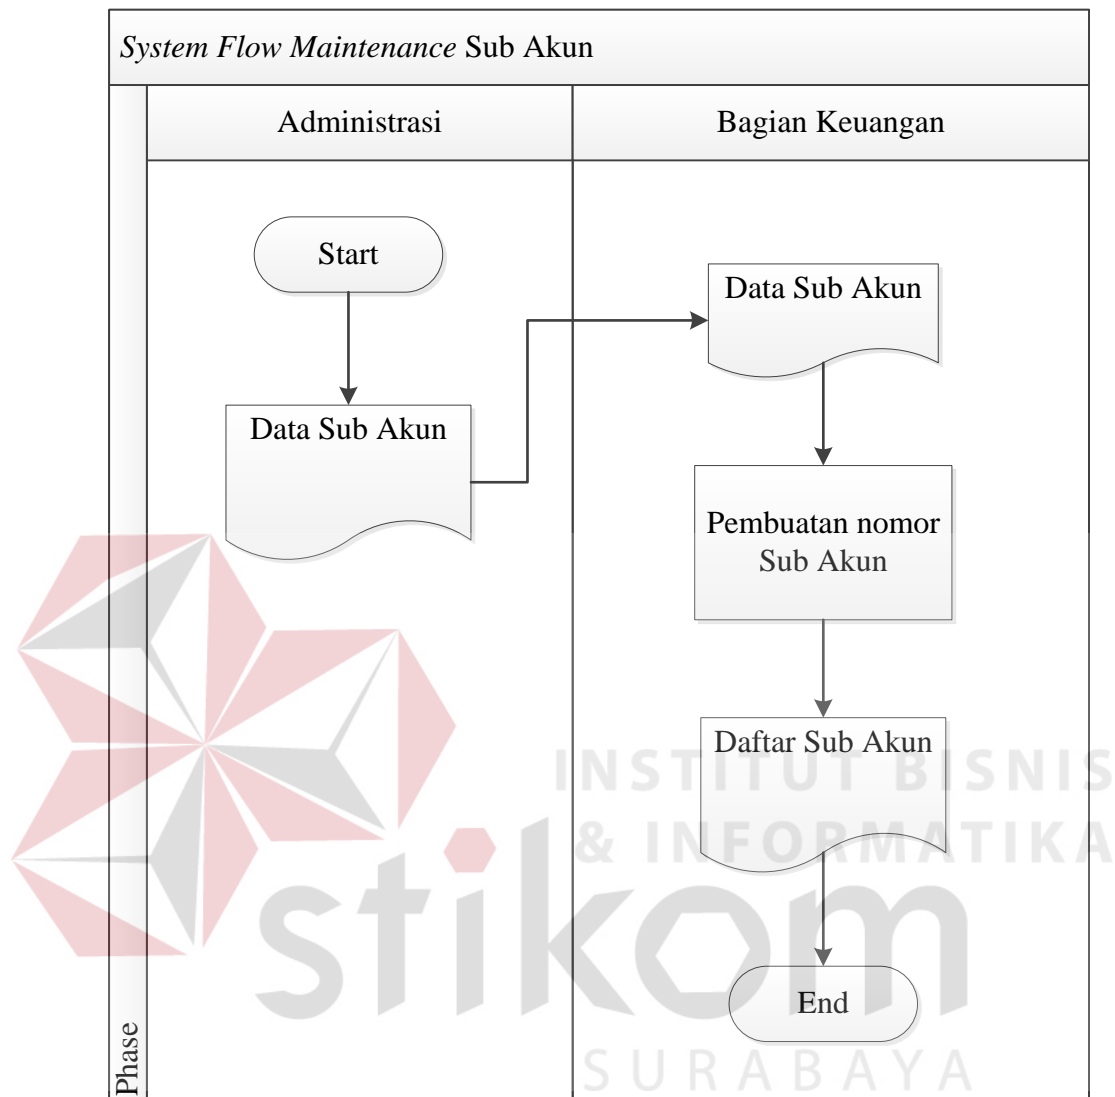 System Flow Maintenance Sub Akun
Administrasi
Bagian Keuangan
Start
Data Sub Akun
Data Sub Akun
Pembuatan nomor
Sub Akun
Daftar Sub Akun
End
Phase
INSTITUT BISNIS
& INFORMATIKA
stikom
SURABAYA